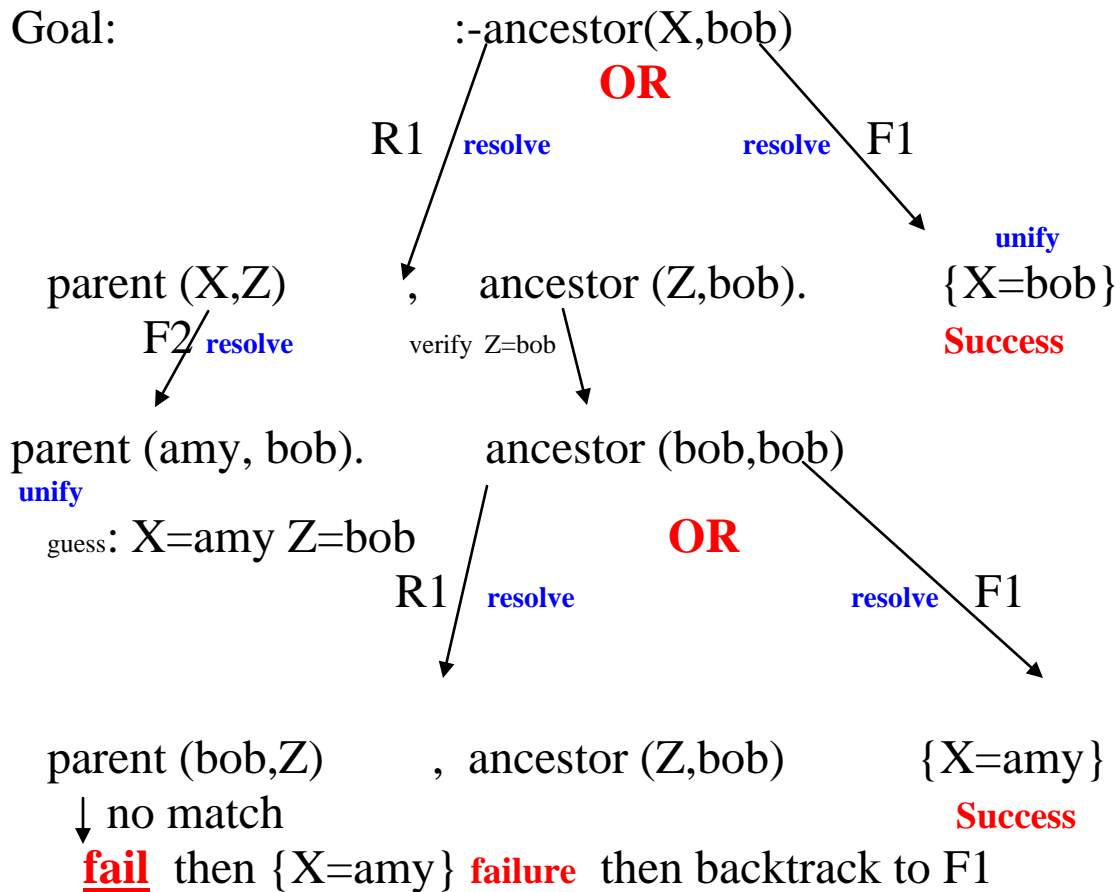 Goal: :-ancestor(X,bob)
OR
R1 resolve resolve F1
unify
parent (X,Z) , ancestor (Z,bob). {X=bob}
F2 resolve verify Z=bob Success
parent (amy, bob). ancestor (bob,bob)
unify
guess: X=amy Z=bob OR
R1 resolve resolve F1
parent (bob,Z) , ancestor (Z,bob) {X=amy}
no match Success
fail then {X=amy} failure then backtrack to F1